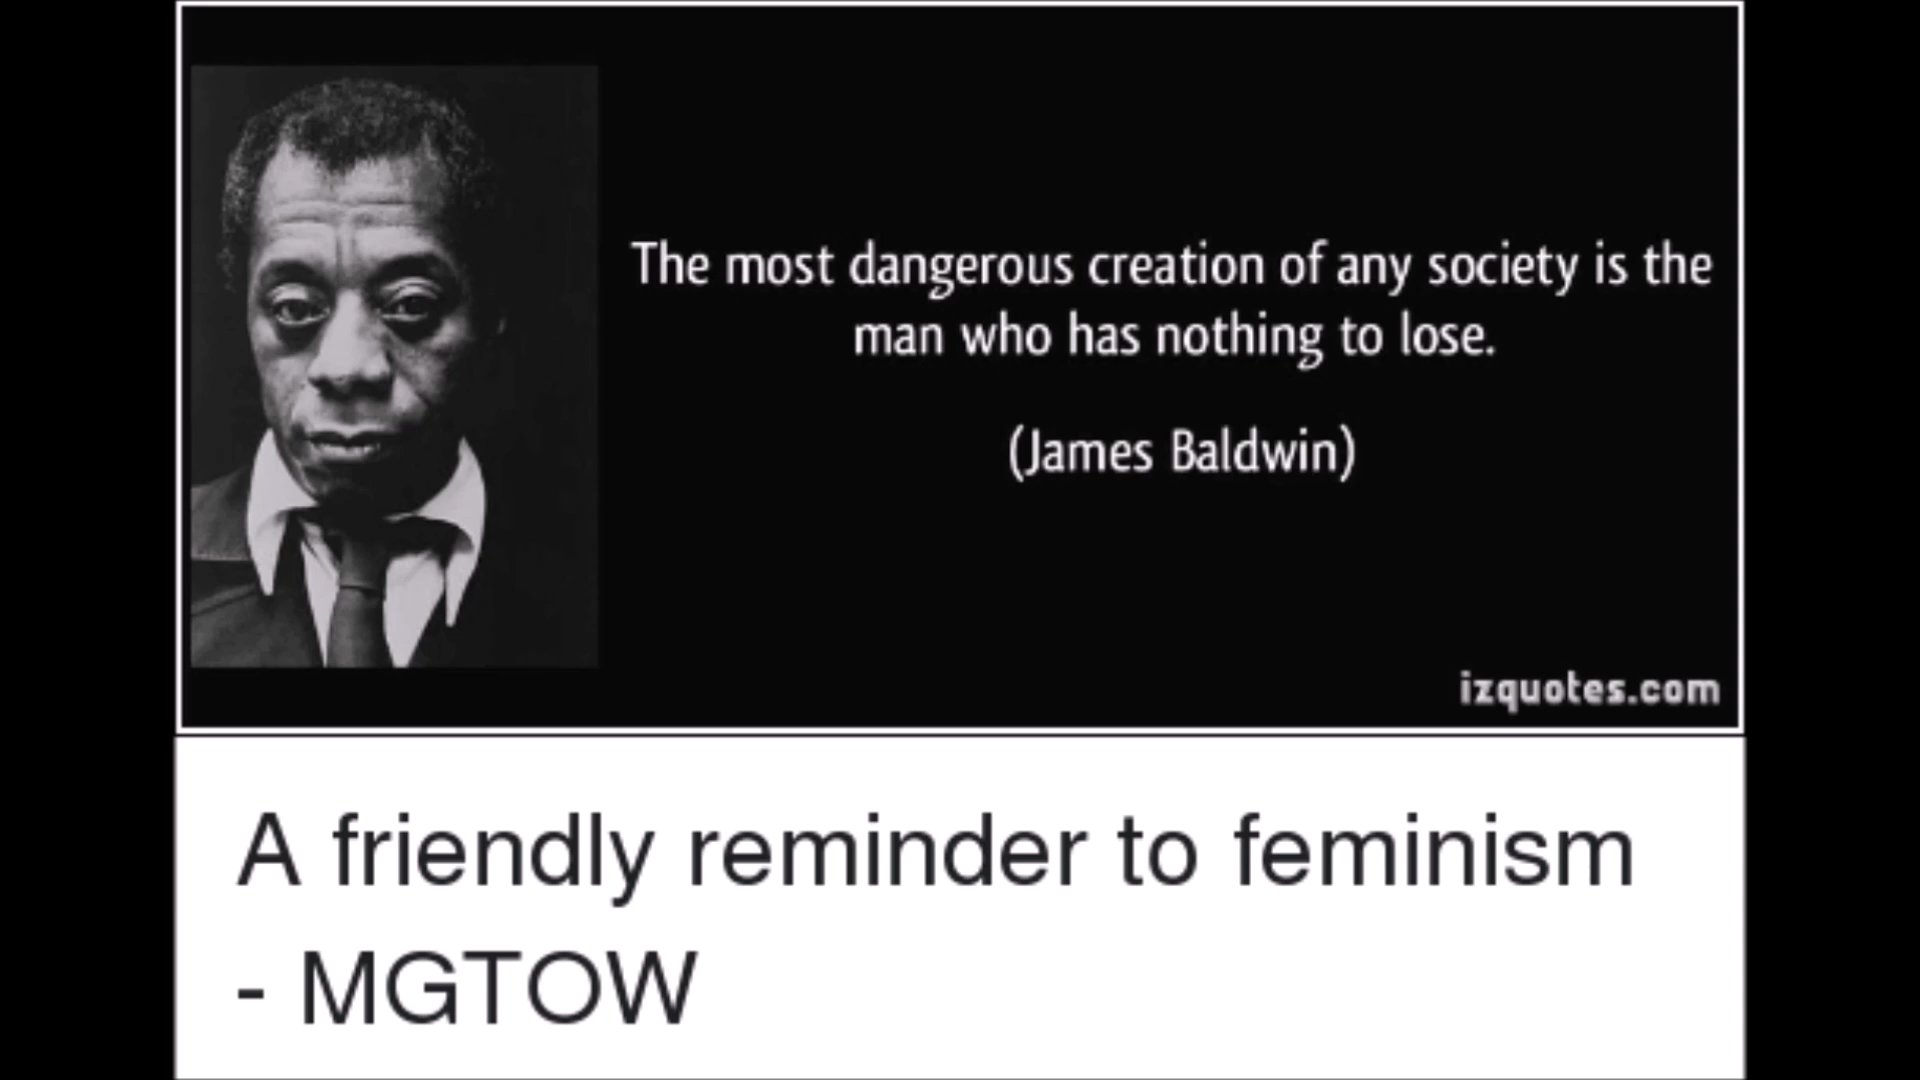 The most dangerous creation of any society is the
man who has nothing to lose.
(James Baldwin)
izquotes.com
A friendly reminder to feminism
- MGTOW